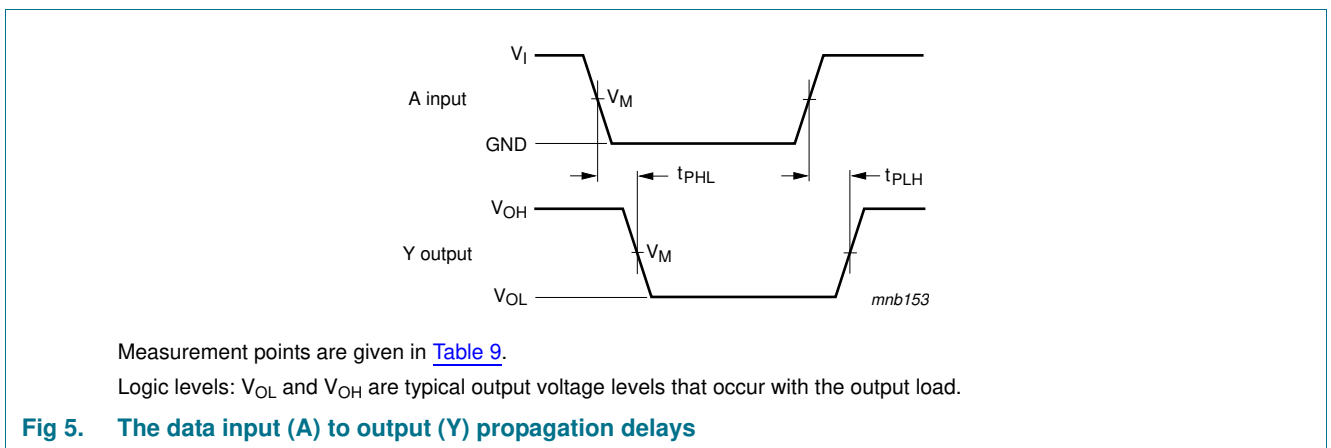 V_I
A input
V_M
GND
t_PHL
t_PLH
V_OH
Y output
V_M
V_OL
mnb153
Measurement points are given in Table 9.
Logic levels: V_OL and V_OH are typical output voltage levels that occur with the output load.
Fig 5. The data input (A) to output (Y) propagation delays